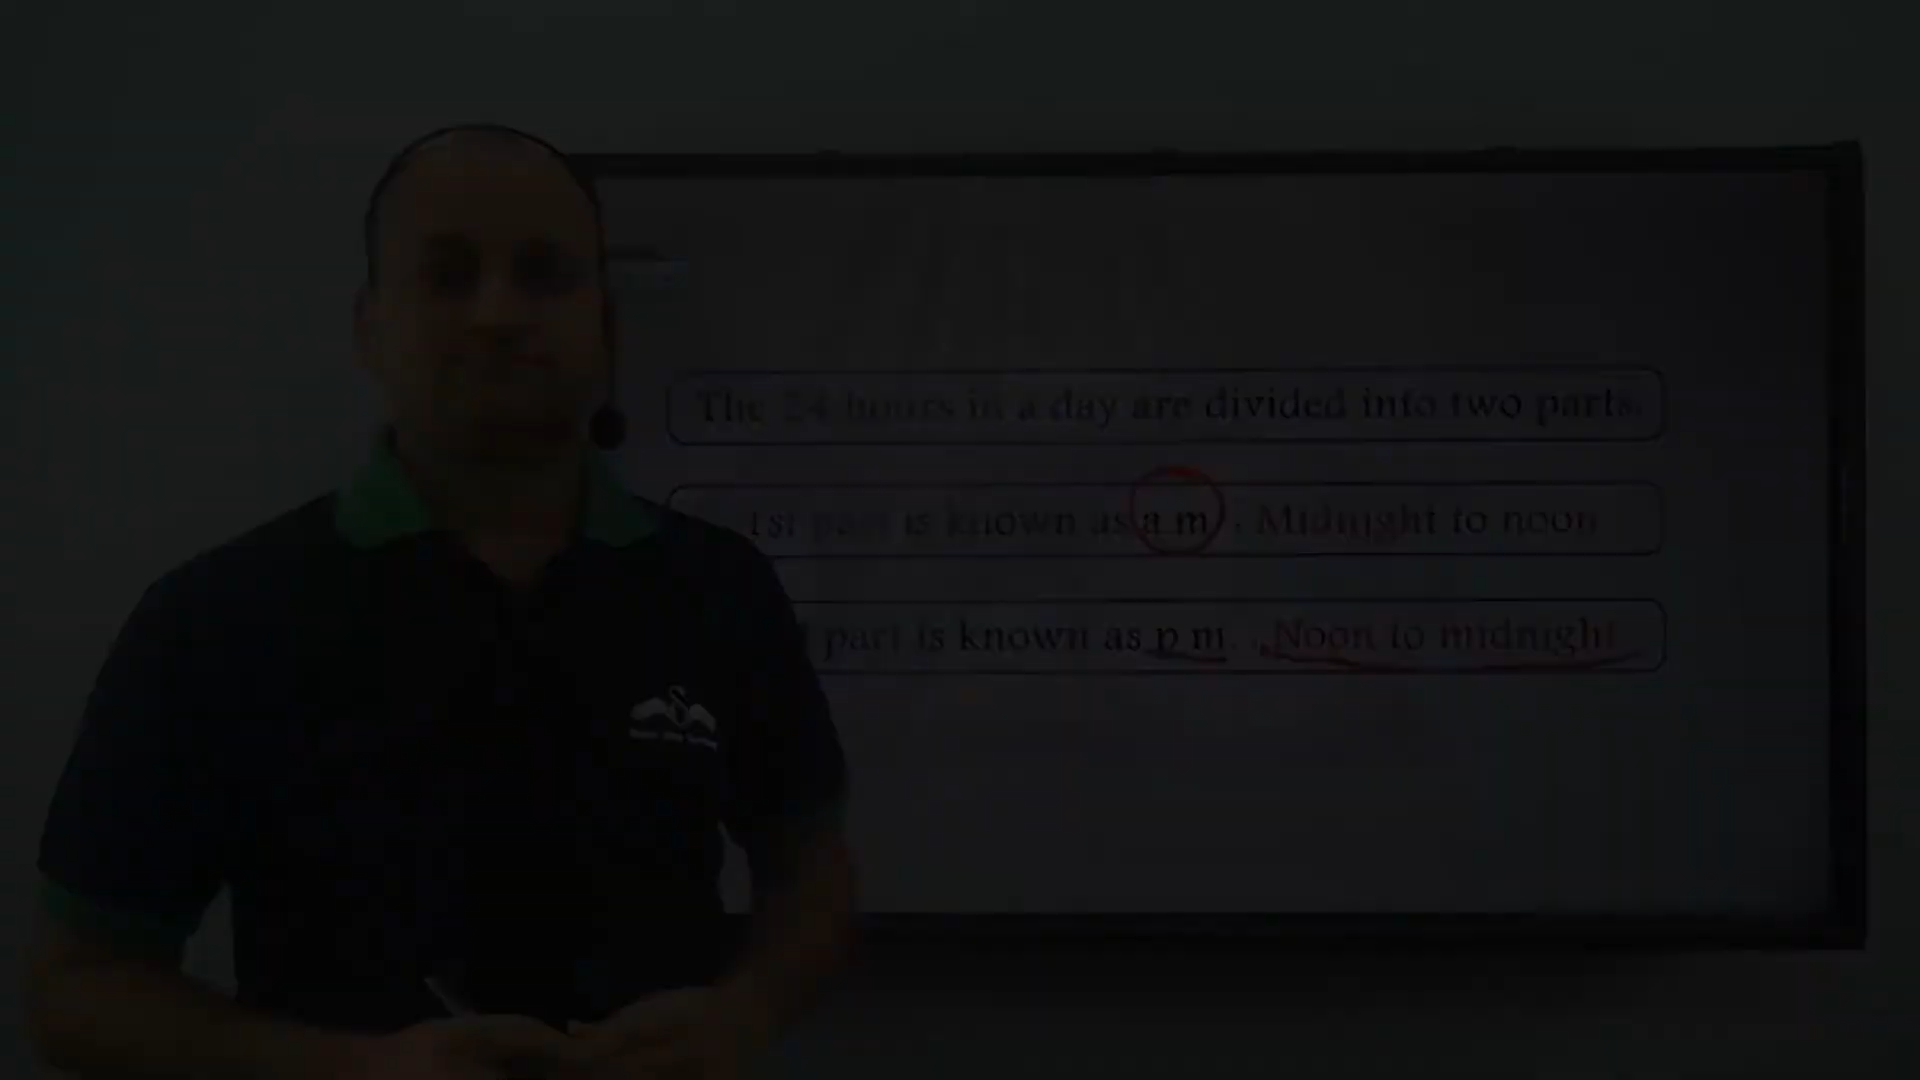 The 24 hours in a day are divided into two parts.
1st part is known as a m . Midnight to noon
part is known as p m . Noon to midnight